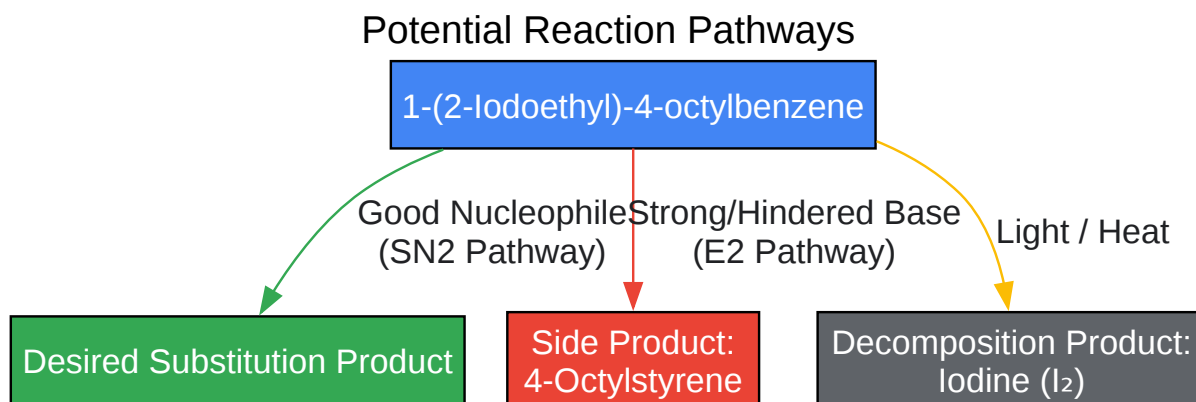 Potential Reaction Pathways
1-(2-Iodoethyl)-4-octylbenzene
Good Nucleophile
(SN2 Pathway)
Strong/Hindered Base
(E2 Pathway)
Light / Heat
Desired Substitution Product
Side Product:
4-Octylstyrene
Decomposition Product:
Iodine (I₂)